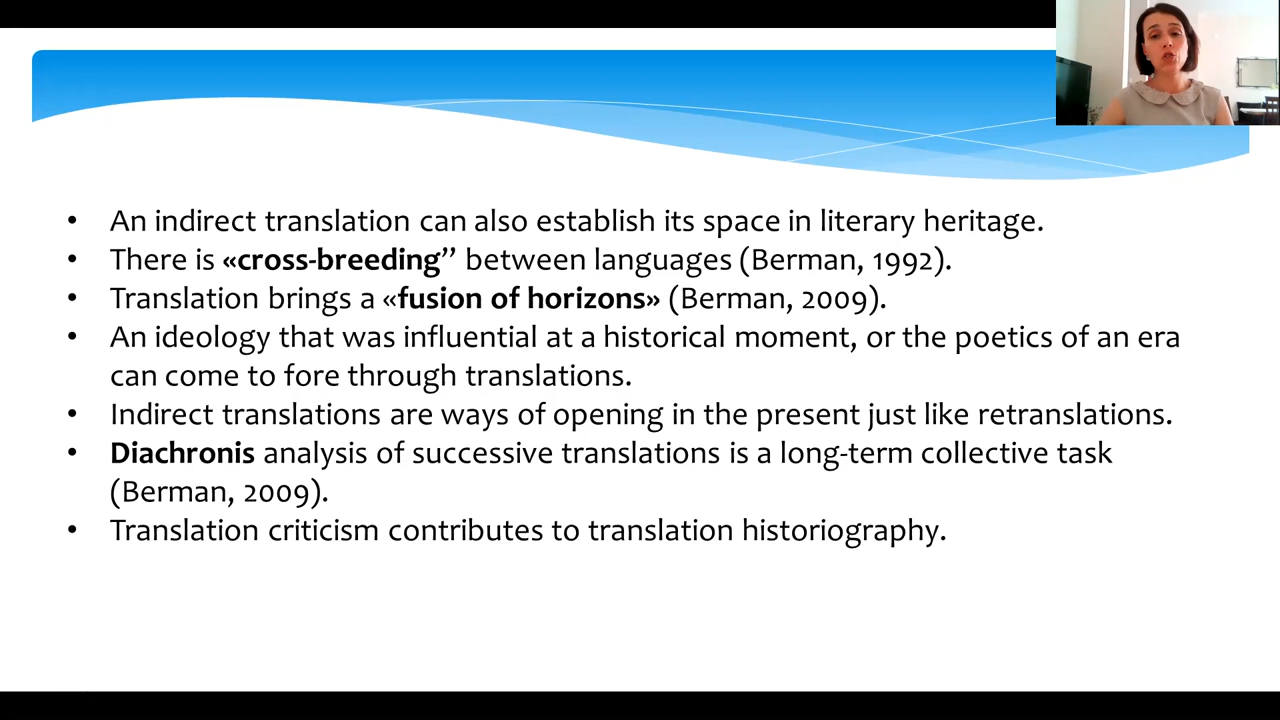 • An indirect translation can also establish its space in literary heritage.
• There is «cross-breeding” between languages (Berman, 1992).
• Translation brings a «fusion of horizons» (Berman, 2009).
• An ideology that was influential at a historical moment, or the poetics of an era
can come to fore through translations.
• Indirect translations are ways of opening in the present just like retranslations.
• Diachronis analysis of successive translations is a long-term collective task
(Berman, 2009).
• Translation criticism contributes to translation historiography.